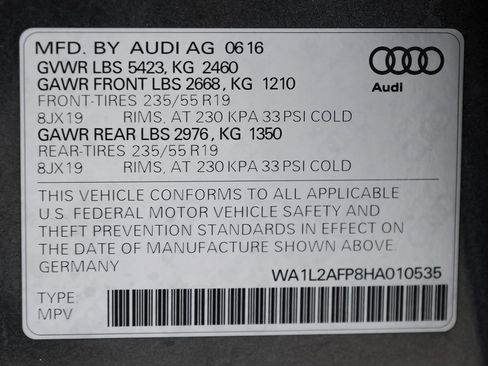 MFD. BY AUDI AG 06 16
GVWR LBS 5423, KG 2460
GAWR FRONT LBS 2668, KG 1210
FRONT-TIRES 235/55 R19
8JX19 RIMS, AT 230 KPA 33 PSI COLD
GAWR REAR LBS 2976, KG 1350
REAR-TIRES 235/55 R19
8JX19 RIMS, AT 230 KPA 33 PSI COLD
Audi
THIS VEHICLE CONFORMS TO ALL APPLICABLE
U.S. FEDERAL MOTOR VEHICLE SAFETY AND
THEFT PREVENTION STANDARDS IN EFFECT ON
THE DATE OF MANUFACTURE SHOWN ABOVE.
GERMANY WA1L2AFP8HA010535
TYPE:
MPV